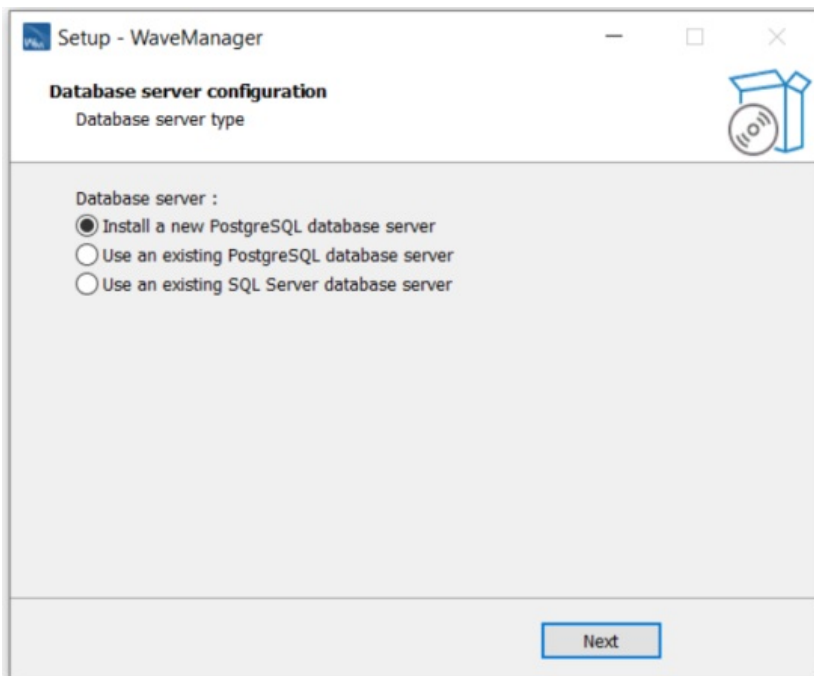 Setup - WaveManager
Database server configuration
Database server type
Database server :
Install a new PostgreSQL database server
Use an existing PostgreSQL database server
Use an existing SQL Server database server
Next